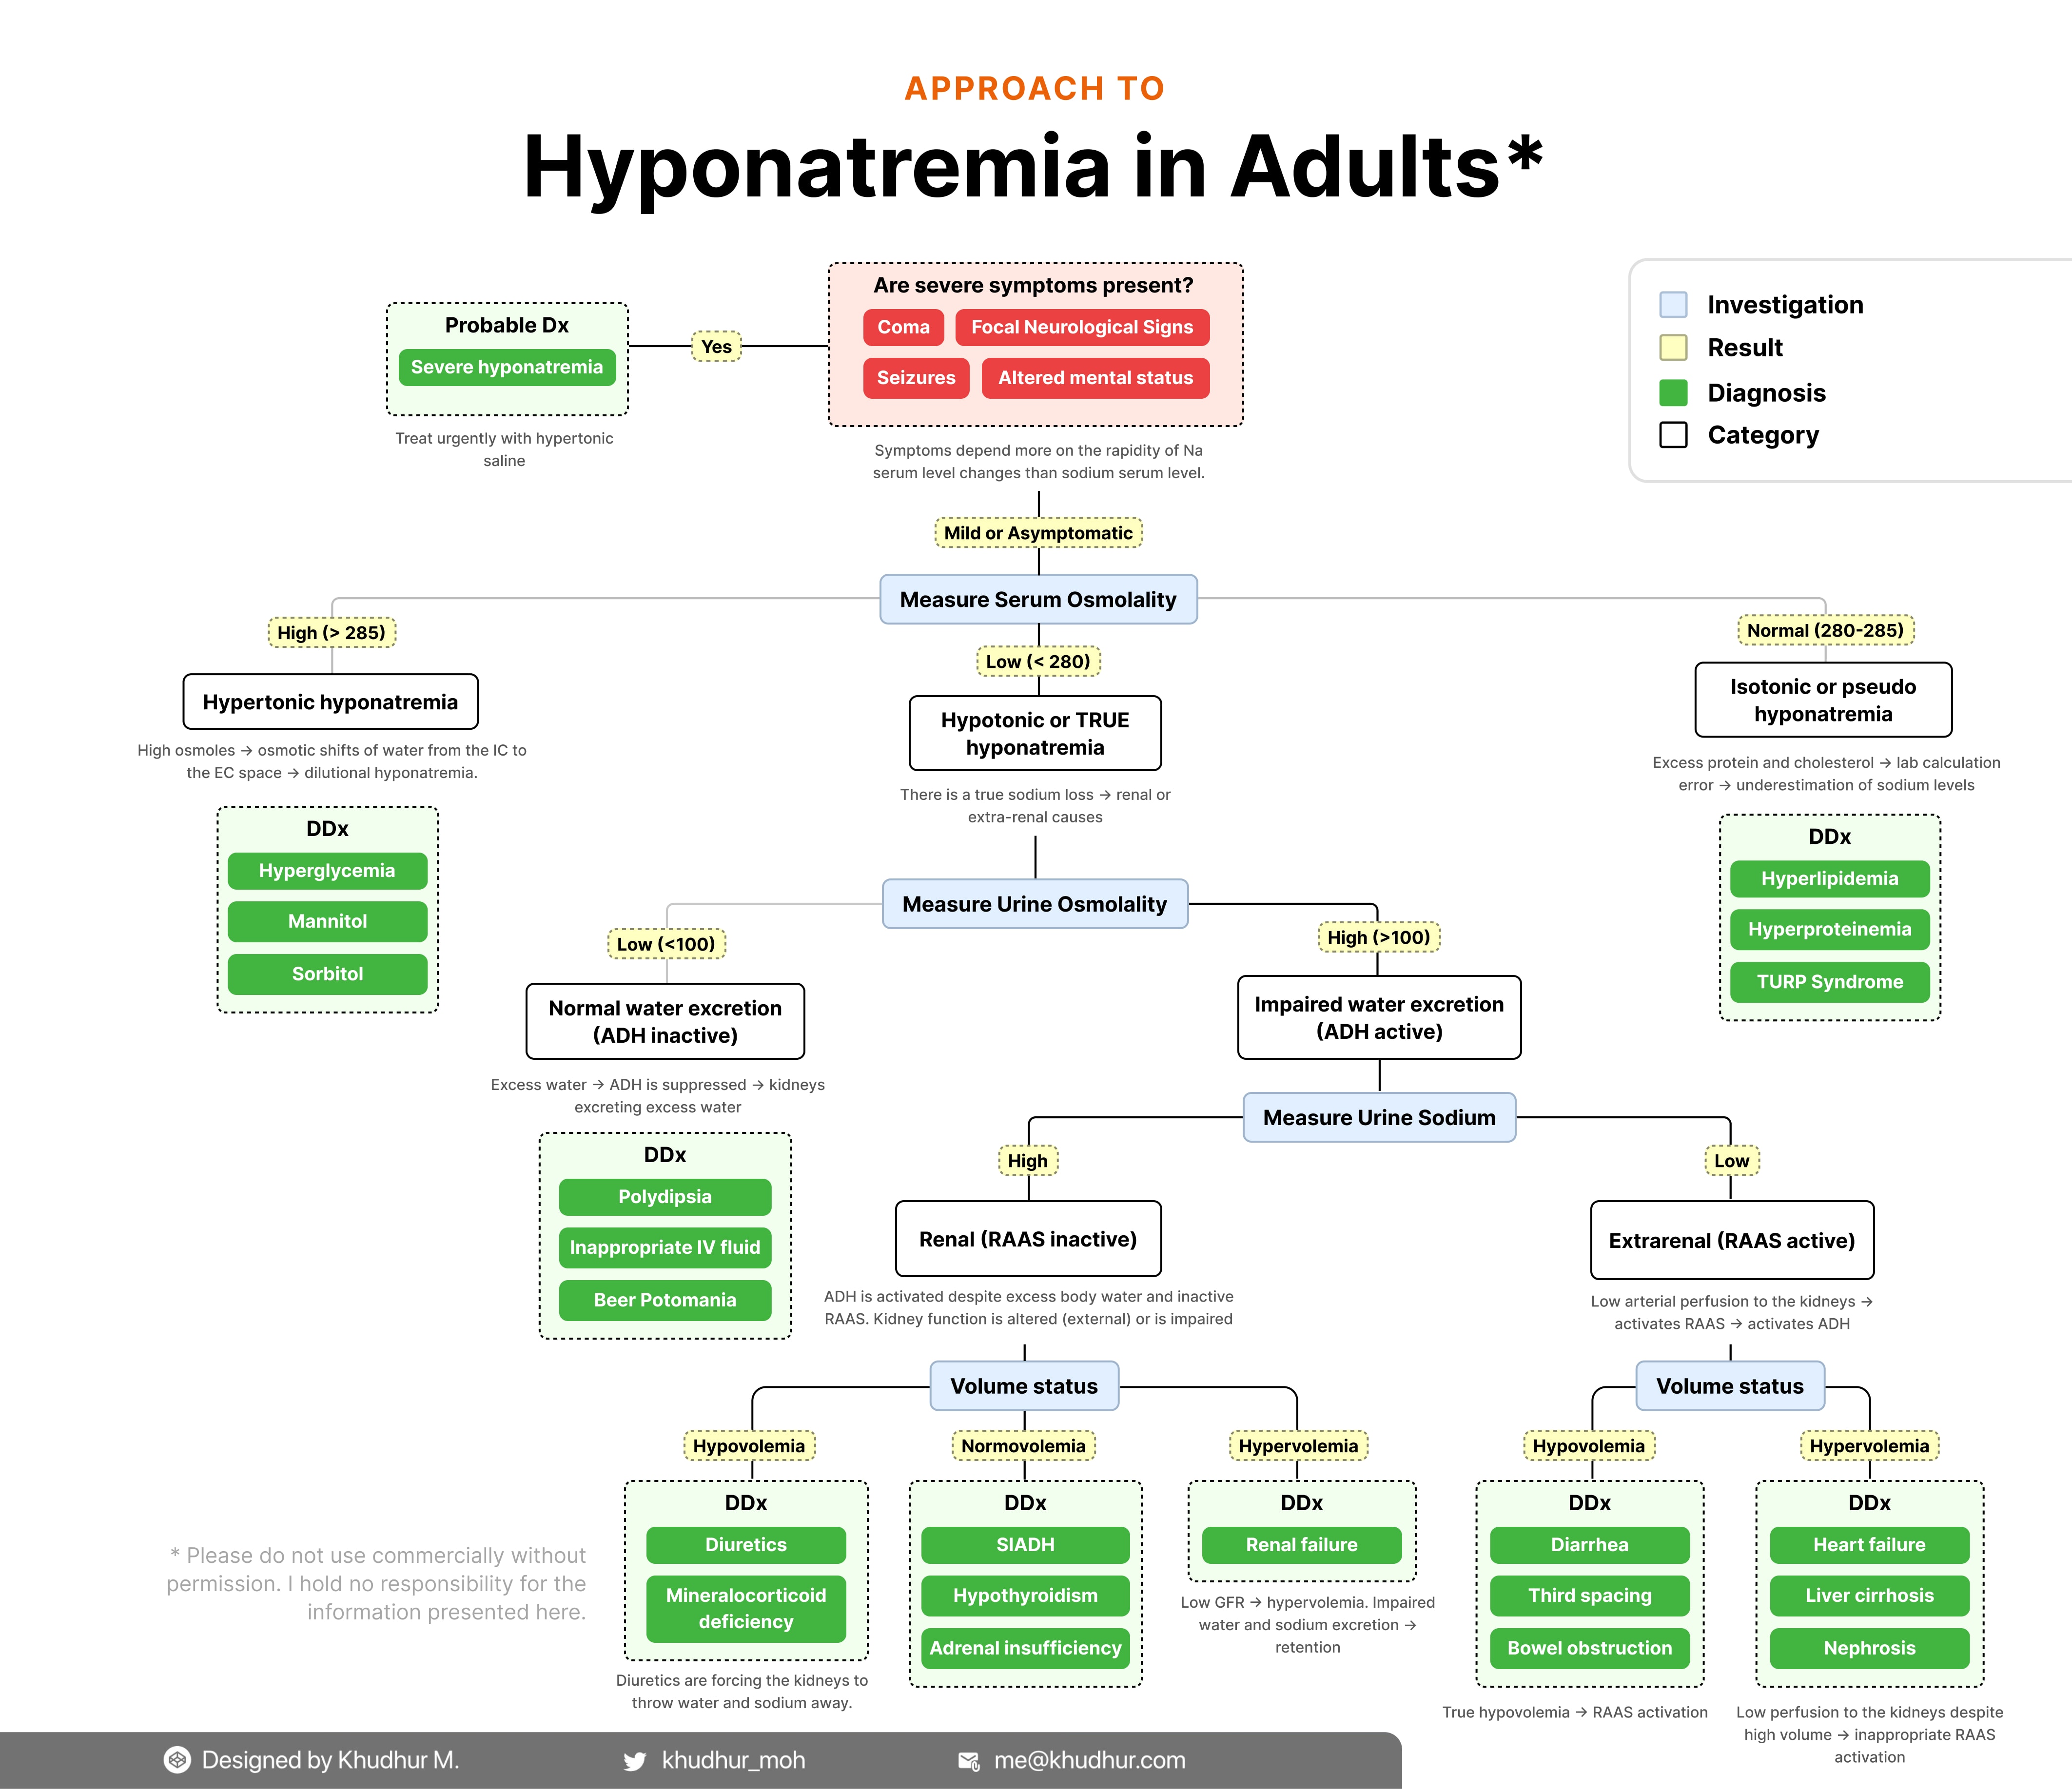 APPROACH TO
Hyponatremia in Adults*
Are severe symptoms present?
Coma
Focal Neurological Signs
Seizures
Altered mental status
Symptoms depend more on the rapidity of Na
serum level changes than sodium serum level.
Yes
Probable Dx
Severe hyponatremia
Treat urgently with hypertonic
saline
Investigation
Result
Diagnosis
Category
Mild or Asymptomatic
Measure Serum Osmolality
High (> 285)
Hypertonic hyponatremia
High osmoles → osmotic shifts of water from the IC to
the EC space → dilutional hyponatremia.
DDx
Hyperglycemia
Mannitol
Sorbitol
Low (< 280)
Hypotonic or TRUE
hyponatremia
There is a true sodium loss → renal or
extra-renal causes
Normal (280-285)
Isotonic or pseudo
hyponatremia
Excess protein and cholesterol → lab calculation
error → underestimation of sodium levels
DDx
Hyperlipidemia
Hyperproteinemia
TURP Syndrome
Measure Urine Osmolality
Low (<100)
Normal water excretion
(ADH inactive)
Excess water → ADH is suppressed → kidneys
excreting excess water
DDx
Polydipsia
Inappropriate IV fluid
Beer Potomania
High (>100)
Impaired water excretion
(ADH active)
Measure Urine Sodium
High
Renal (RAAS inactive)
ADH is activated despite excess body water and inactive
RAAS. Kidney function is altered (external) or is impaired
Volume status
Hypovolemia
DDx
Diuretics
Mineralocorticoid
deficiency
Diuretics are forcing the kidneys to
throw water and sodium away.
Normovolemia
DDx
SIADH
Hypothyroidism
Adrenal insufficiency
Hypervolemia
DDx
Renal failure
Low GFR → hypervolemia. Impaired
water and sodium excretion →
retention
Low
Extrarenal (RAAS active)
Low arterial perfusion to the kidneys →
activates RAAS → activates ADH
Volume status
Hypovolemia
DDx
Diarrhea
Third spacing
Bowel obstruction
True hypovolemia → RAAS activation
Hypervolemia
DDx
Heart failure
Liver cirrhosis
Nephrosis
Low perfusion to the kidneys despite
high volume → inappropriate RAAS
activation
* Please do not use commercially without
permission. I hold no responsibility for the
information presented here.
Designed by Khudhur M.
khudhur_moh
me@khudhur.com